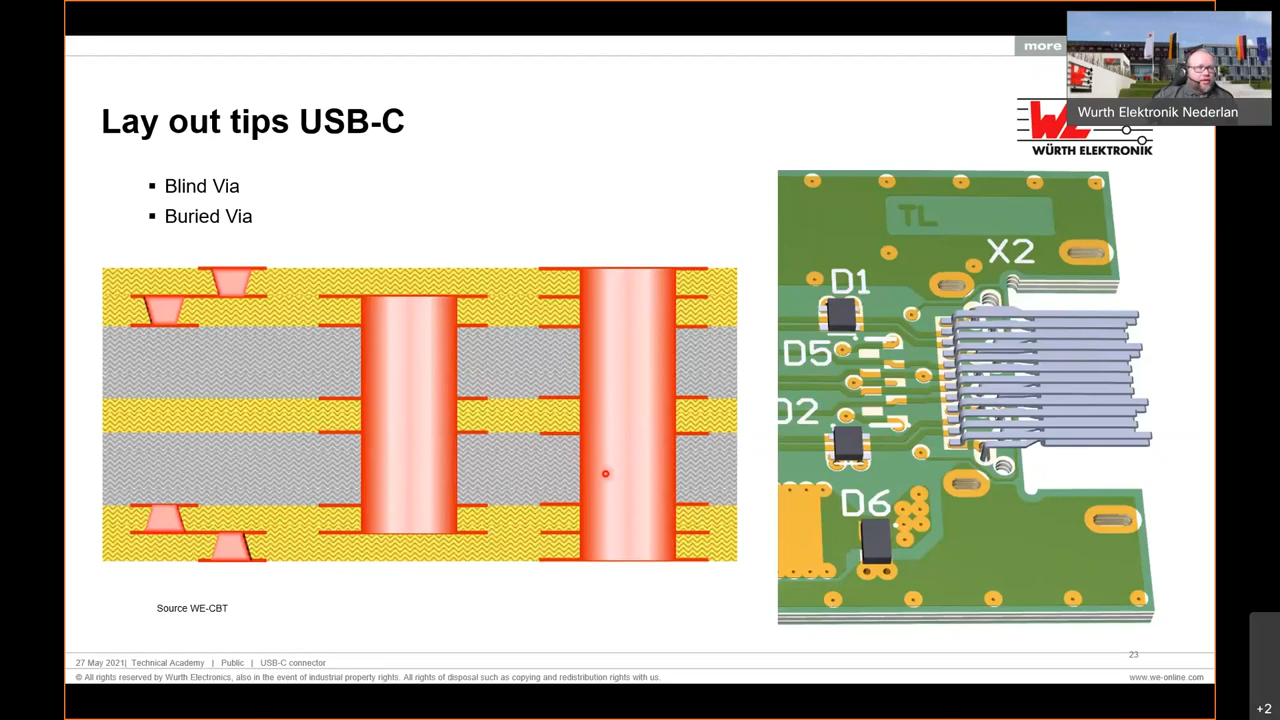 more
Wurth Elektronik Nederlan
Lay out tips USB-C
WE
WÜRTH ELEKTRONIK
▪ Blind Via
▪ Buried Via
TL
X2
D1
D5
D2
D6
Source WE-CBT
23
27 May 2021| Technical Academy | Public | USB-C connector
© All rights reserved by Wurth Electronics, also in the event of industrial property rights. All rights of disposal such as copying and redistribution rights with us.
www.we-online.com
+2